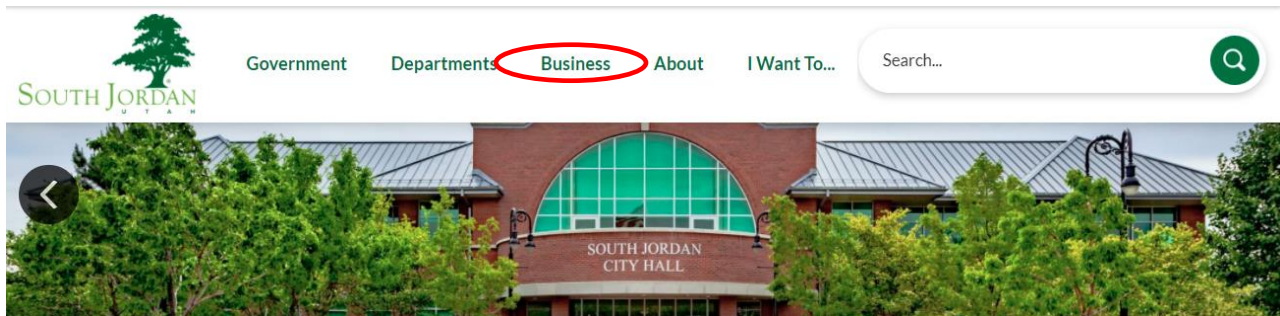 Government Departments Business About I Want To... Search...
SOUTH JORDAN
UTAH
SOUTH JORDAN
CITY HALL